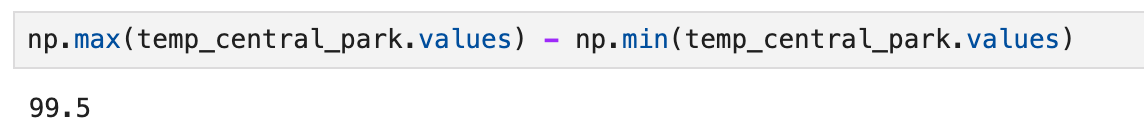 np.max(temp_central_park.values) - np.min(temp_central_park.values)
99.5